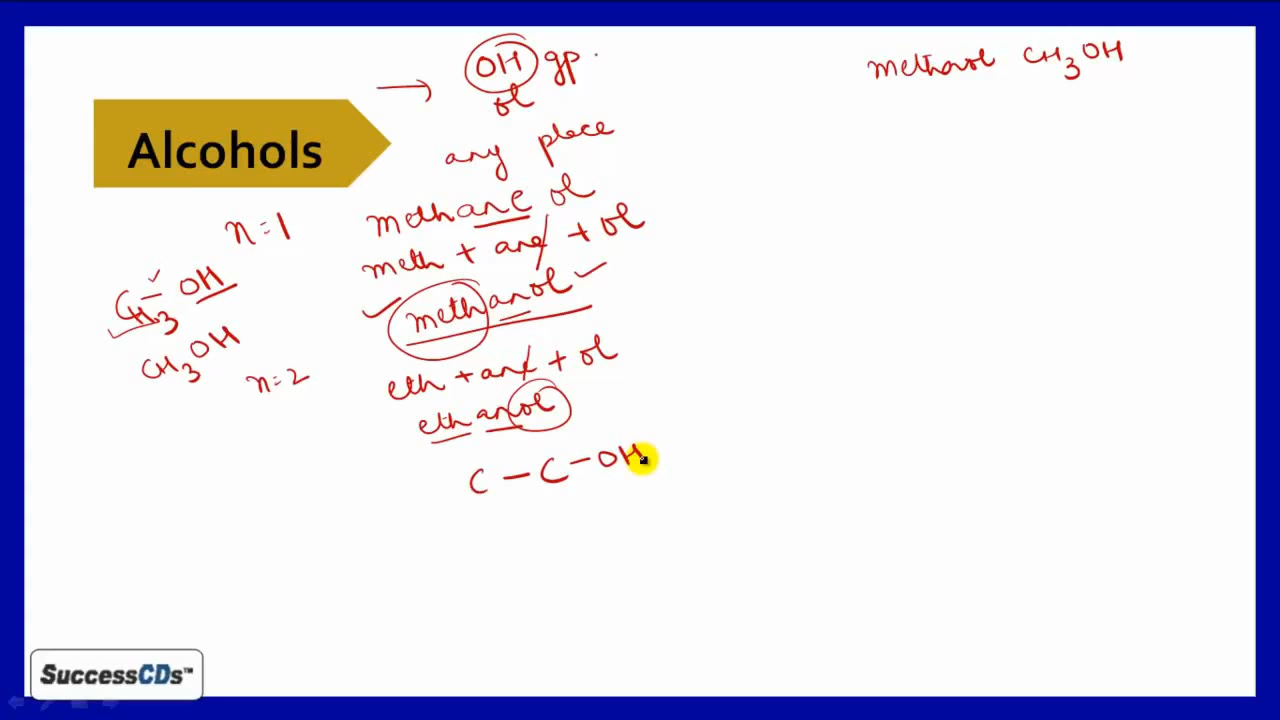 OH gp.
ol
Alcohols
any place
methane ol
meth + ane + ol
methanol
n=1
CH3 OH
CH3OH
n=2
eth + ane + ol
ethanol
C - C - OH
methanol CH3OH
SuccessCDs™